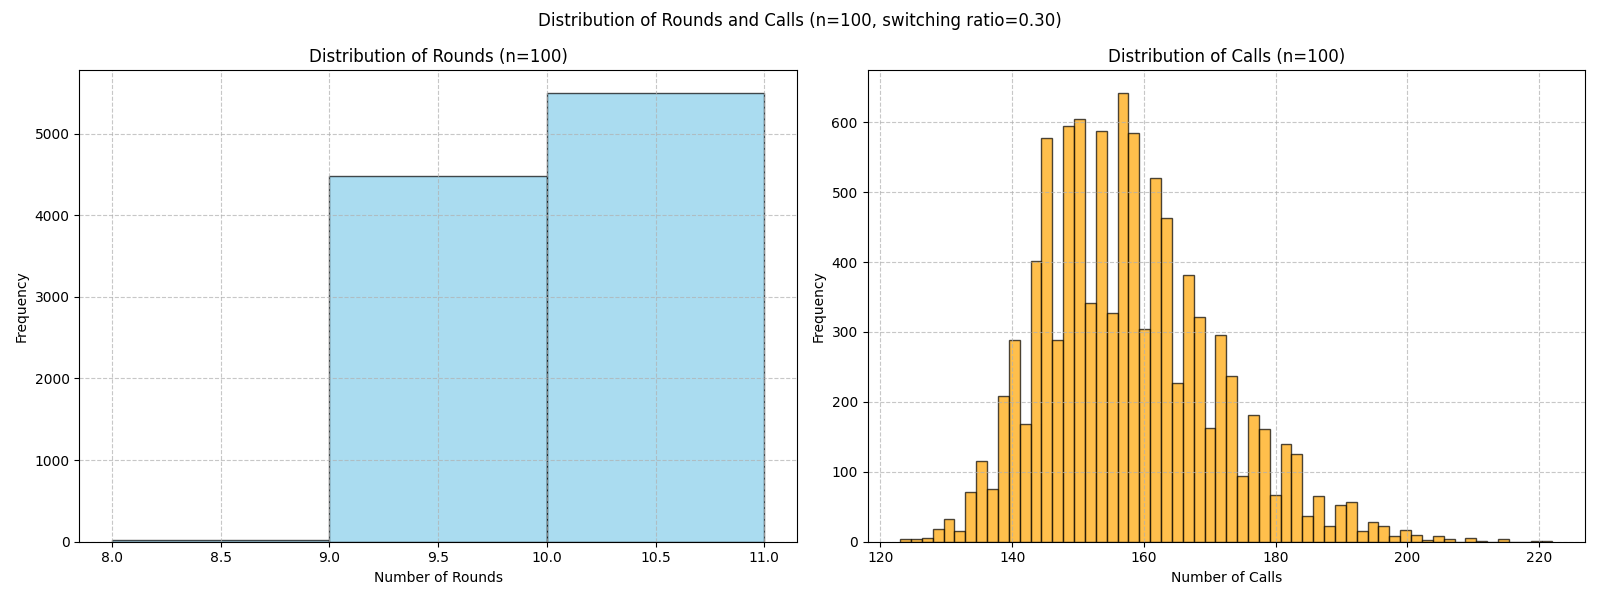 Distribution of Rounds and Calls (n=100, switching ratio=0.30)
Distribution of Rounds (n=100)
Frequency
5000
4000
3000
2000
1000
0
8.0 8.5 9.0 9.5 10.0 10.5 11.0
Number of Rounds
Distribution of Calls (n=100)
Frequency
600
500
400
300
200
100
0
120 140 160 180 200 220
Number of Calls